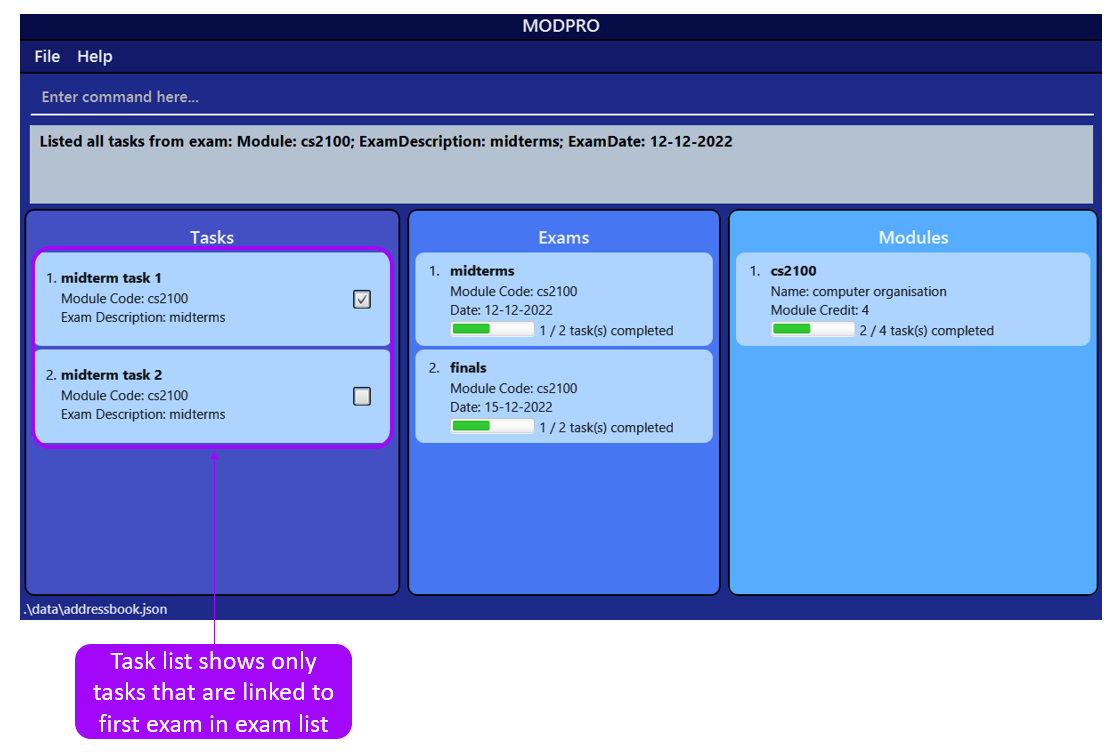 MODPRO
File Help
Enter command here...
Listed all tasks from exam: Module: cs2100; ExamDescription: midterms; ExamDate: 12-12-2022
Tasks
1. midterm task 1
Module Code: cs2100
Exam Description: midterms
2. midterm task 2
Module Code: cs2100
Exam Description: midterms
Exams
1. midterms
Module Code: cs2100
Date: 12-12-2022
1 / 2 task(s) completed
2. finals
Module Code: cs2100
Date: 15-12-2022
1 / 2 task(s) completed
Modules
1. cs2100
Name: computer organisation
Module Credit: 4
2 / 4 task(s) completed
.\data\addressbook.json
Task list shows only
tasks that are linked to
first exam in exam list